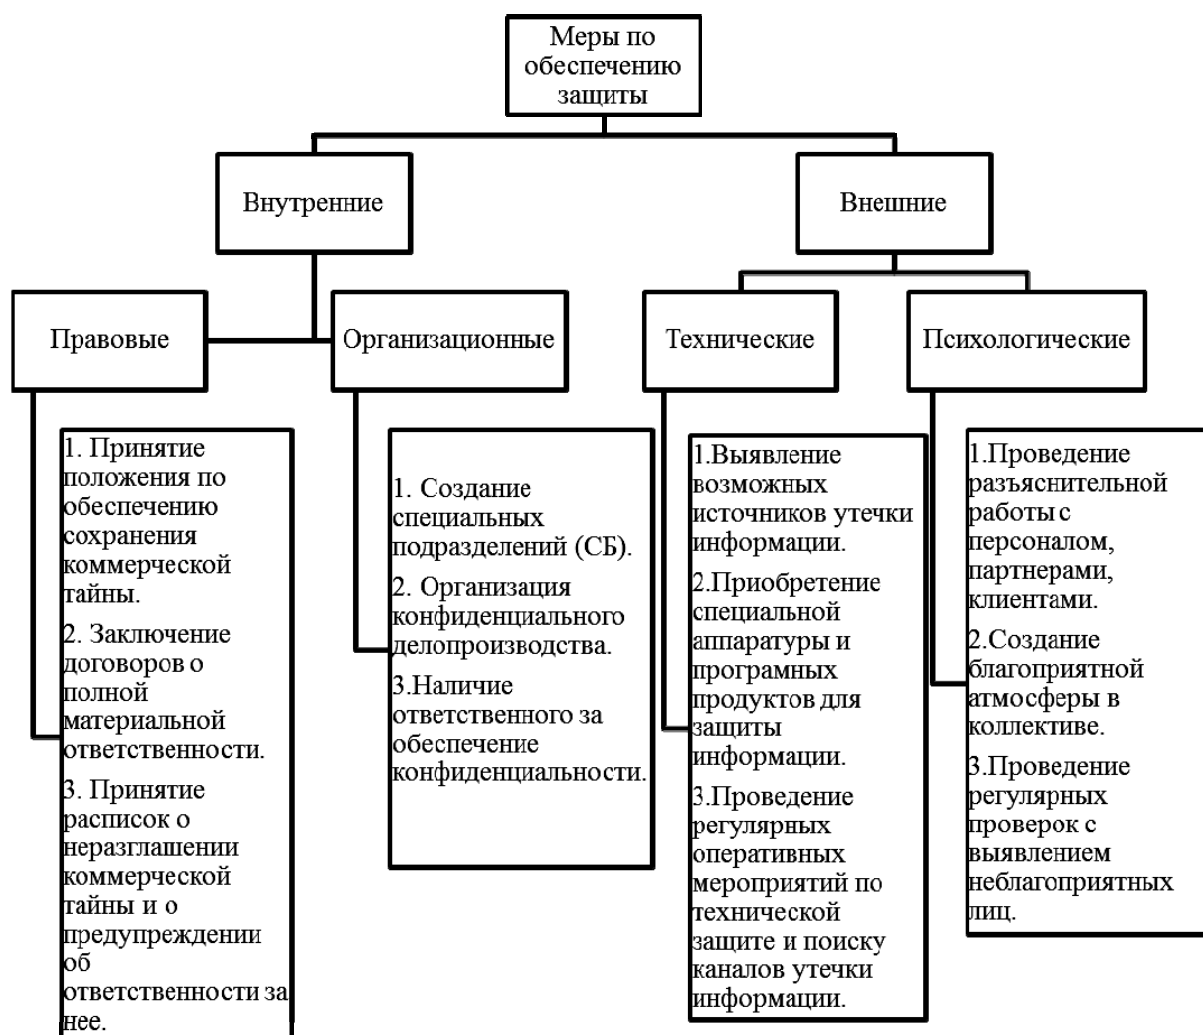 Меры по
обеспечению
защиты
Внутренние
Внешние
Правовые
Организационные
Технические
Психологические
1. Принятие
положения по
обеспечению
сохранения
коммерческой
тайны.
2. Заключение
договоров о
полной
материальной
ответственности.
3. Принятие
расписок о
неразглашении
коммерческой
тайны и о
предупреждении
об
ответственности за
нее.
1. Создание
специальных
подразделений (СБ).
2. Организация
конфиденциального
делопроизводства.
3.Наличие
ответственного за
обеспечение
конфиденциальности.
1.Выявление
возможных
источников утечки
информации.
2.Приобретение
специальной
аппаратуры и
програмных
продуктов для
защиты
информации.
3.Проведение
регулярных
оперативных
мероприятий по
технической
защите и поиску
каналов утечки
информации.
1.Проведение
разъяснительной
работы с
персоналом,
партнерами,
клиентами.
2.Создание
благоприятной
атмосферы в
коллективе.
3.Проведение
регулярных
проверок с
выявлением
неблагоприятных
лиц.